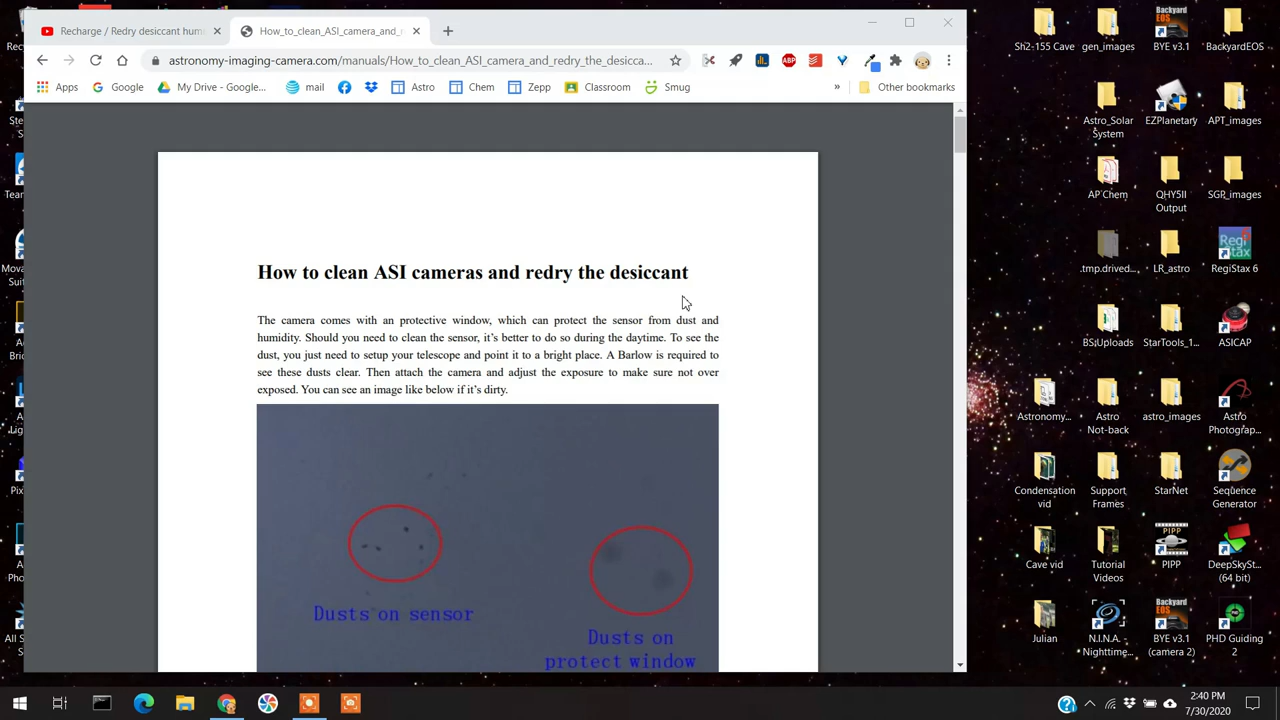 Recharge / Redry desiccant humi
How_to_clean_ASI_camera_and_r
astronomy-imaging-camera.com/manuals/How_to_clean_ASI_camera_and_redry_the_desicca...
Apps
Google
My Drive - Google...
mail
Astro
Chem
Zepp
Classroom
Smug
»
Other bookmarks
How to clean ASI cameras and redry the desiccant
The camera comes with an protective window, which can protect the sensor from dust and
humidity. Should you need to clean the sensor, it's better to do so during the daytime. To see the
dust, you just need to setup your telescope and point it to a bright place. A Barlow is required to
see these dusts clear. Then attach the camera and adjust the exposure to make sure not over
exposed. You can see an image like below if it's dirty.
Dusts on sensor
Dusts on
protect window
Sh2-155 Cave
gen_images
BYE v3.1
BackyardEOS
Astro_Solar
System
EZPlanetary
APT_images
AP Chem
QHY5II
Output
SGP_images
.tmp.drived...
LR_astro
RegiStax 6
BSJUploads
StarTools_1...
ASICAP
Astronomy...
Astro
Not-back
astro_images
Astro
Photograp...
Condensation
vid
Support
Frames
StarNet
Sequence
Generator
Cave vid
Tutorial
Videos
PIPP
DeepSkySt...
(64 bit)
Julian
N.I.N.A. -
Nighttime...
BYE v3.1
(camera 2)
PHD Guiding
2
2:40 PM
7/30/2020